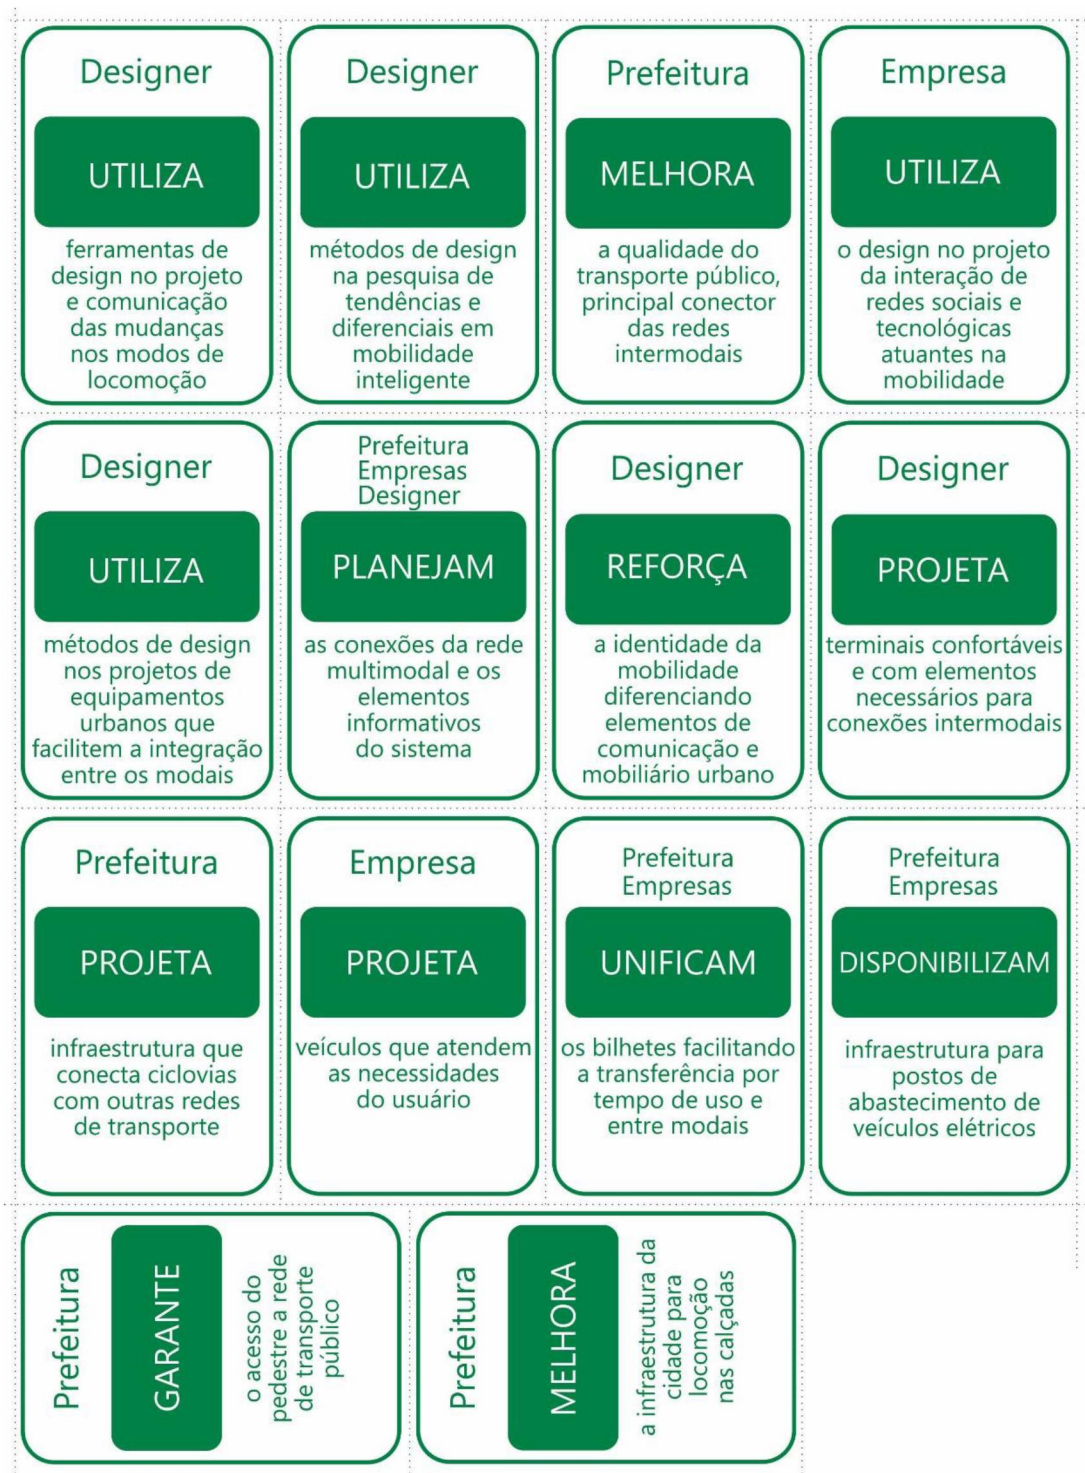 Designer
UTILIZA
ferramentas de
design no projeto
e comunicação
das mudanças
nos modos de
locomoção
Designer
UTILIZA
métodos de design
na pesquisa de
tendências e
diferenciais em
mobilidade
inteligente
Prefeitura
MELHORA
a qualidade do
transporte público,
principal conector
das redes
intermodais
Empresa
UTILIZA
o design no projeto
da interação de
redes sociais e
tecnológicas
atuantes na
mobilidade
Designer
UTILIZA
métodos de design
nos projetos de
equipamentos
urbanos que
facilitem a integração
entre os modais
Prefeitura
Empresas
Designer
PLANEJAM
as conexões da rede
multimodal e os
elementos
informativos
do sistema
Designer
REFORÇA
a identidade da
mobilidade
diferenciando
elementos de
comunicação e
mobiliário urbano
Designer
PROJETA
terminais confortáveis
e com elementos
necessários para
conexões intermodais
Prefeitura
PROJETA
infraestrutura que
conecta ciclovias
com outras redes
de transporte
Empresa
PROJETA
veículos que atendem
as necessidades
do usuário
Prefeitura
Empresas
UNIFICAM
os bilhetes facilitando
a transferência por
tempo de uso e
entre modais
Prefeitura
Empresas
DISPONIBILIZAM
infraestrutura para
postos de
abastecimento de
veículos elétricos
Prefeitura
GARANTE
o acesso do
pedestre a rede
de transporte
público
Prefeitura
MELHORA
a infraestrutura da
cidade para
locomoção
nas calçadas